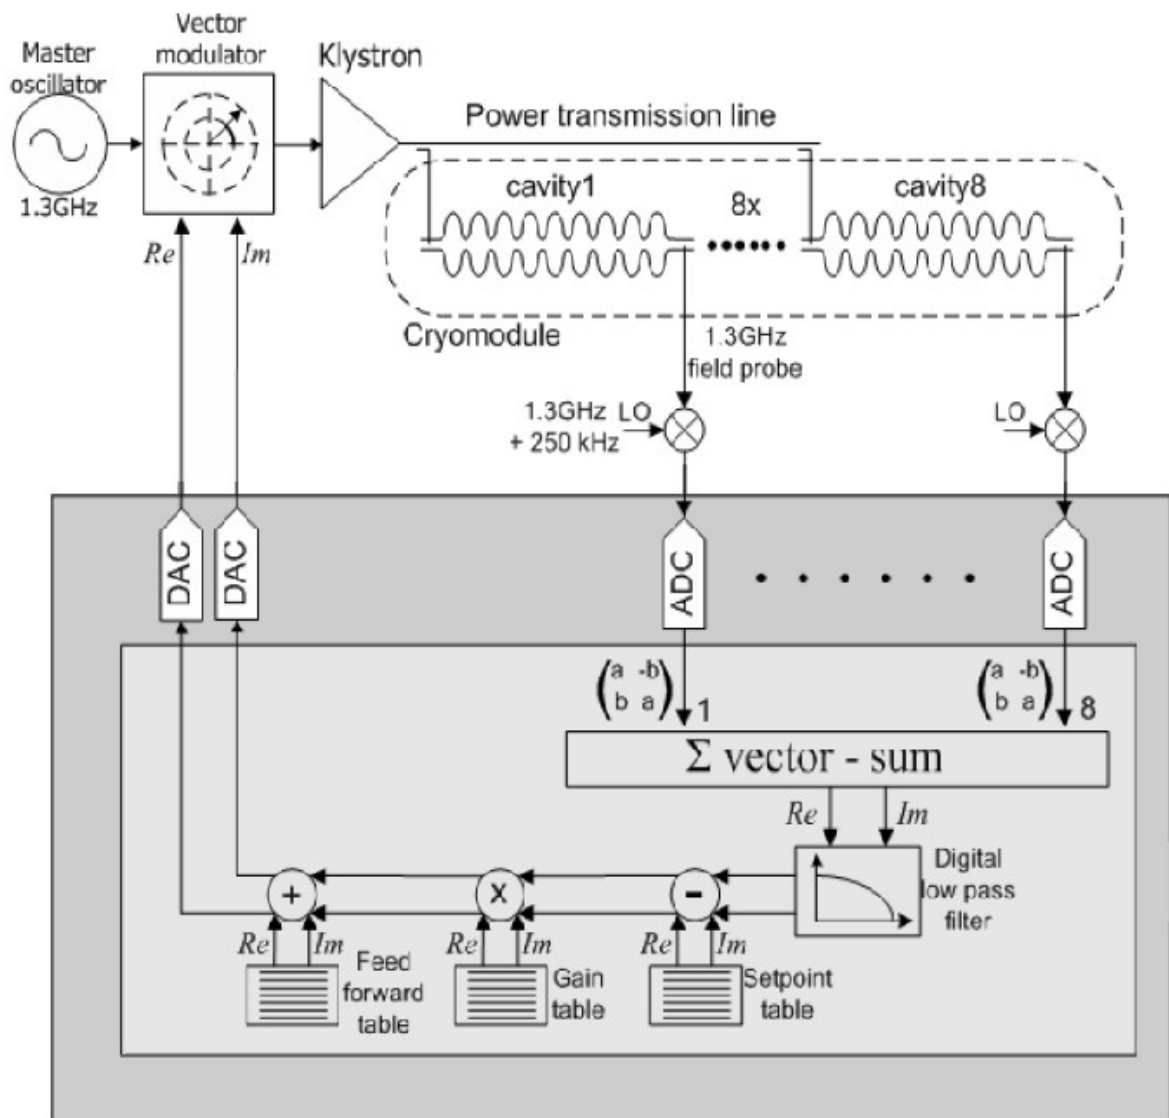 Master
oscillator
1.3GHz
Vector
modulator
Klystron
Power transmission line
cavity1
8x
cavity8
Re
Im
Cryomodule
1.3GHz
field probe
1.3GHz LO
+ 250 kHz
LO
DAC
DAC
ADC
ADC
a -b
b a
1
a -b
b a
8
Σ vector - sum
Re
Im
Digital
low pass
filter
+
x
-
Re
Im
Re
Im
Re
Im
Feed
forward
table
Gain
table
Setpoint
table